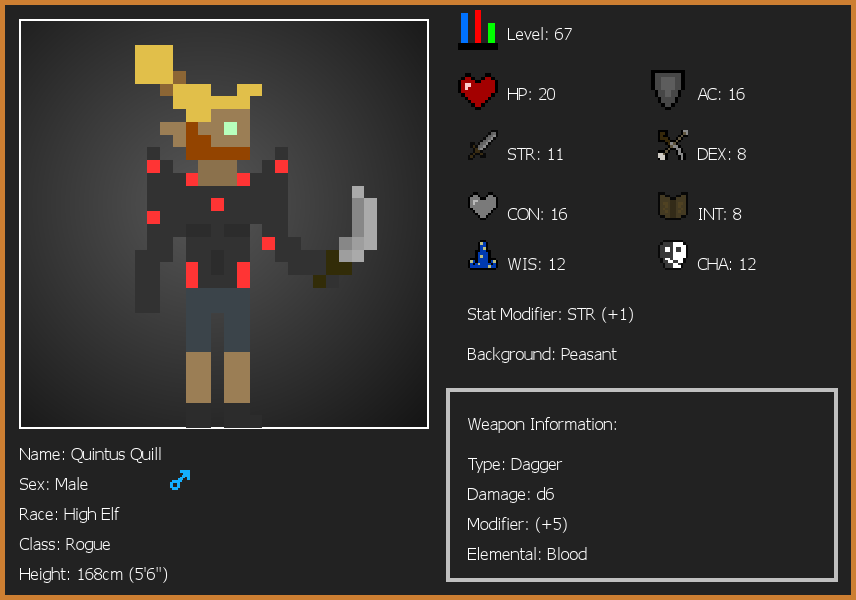 Level: 67
HP: 20
AC: 16
STR: 11
DEX: 8
CON: 16
INT: 8
WIS: 12
CHA: 12
Stat Modifier: STR (+1)
Background: Peasant
Weapon Information:
Type: Dagger
Damage: d6
Modifier: (+5)
Elemental: Blood
Name: Quintus Quill
Sex: Male
Race: High Elf
Class: Rogue
Height: 168cm (5'6")